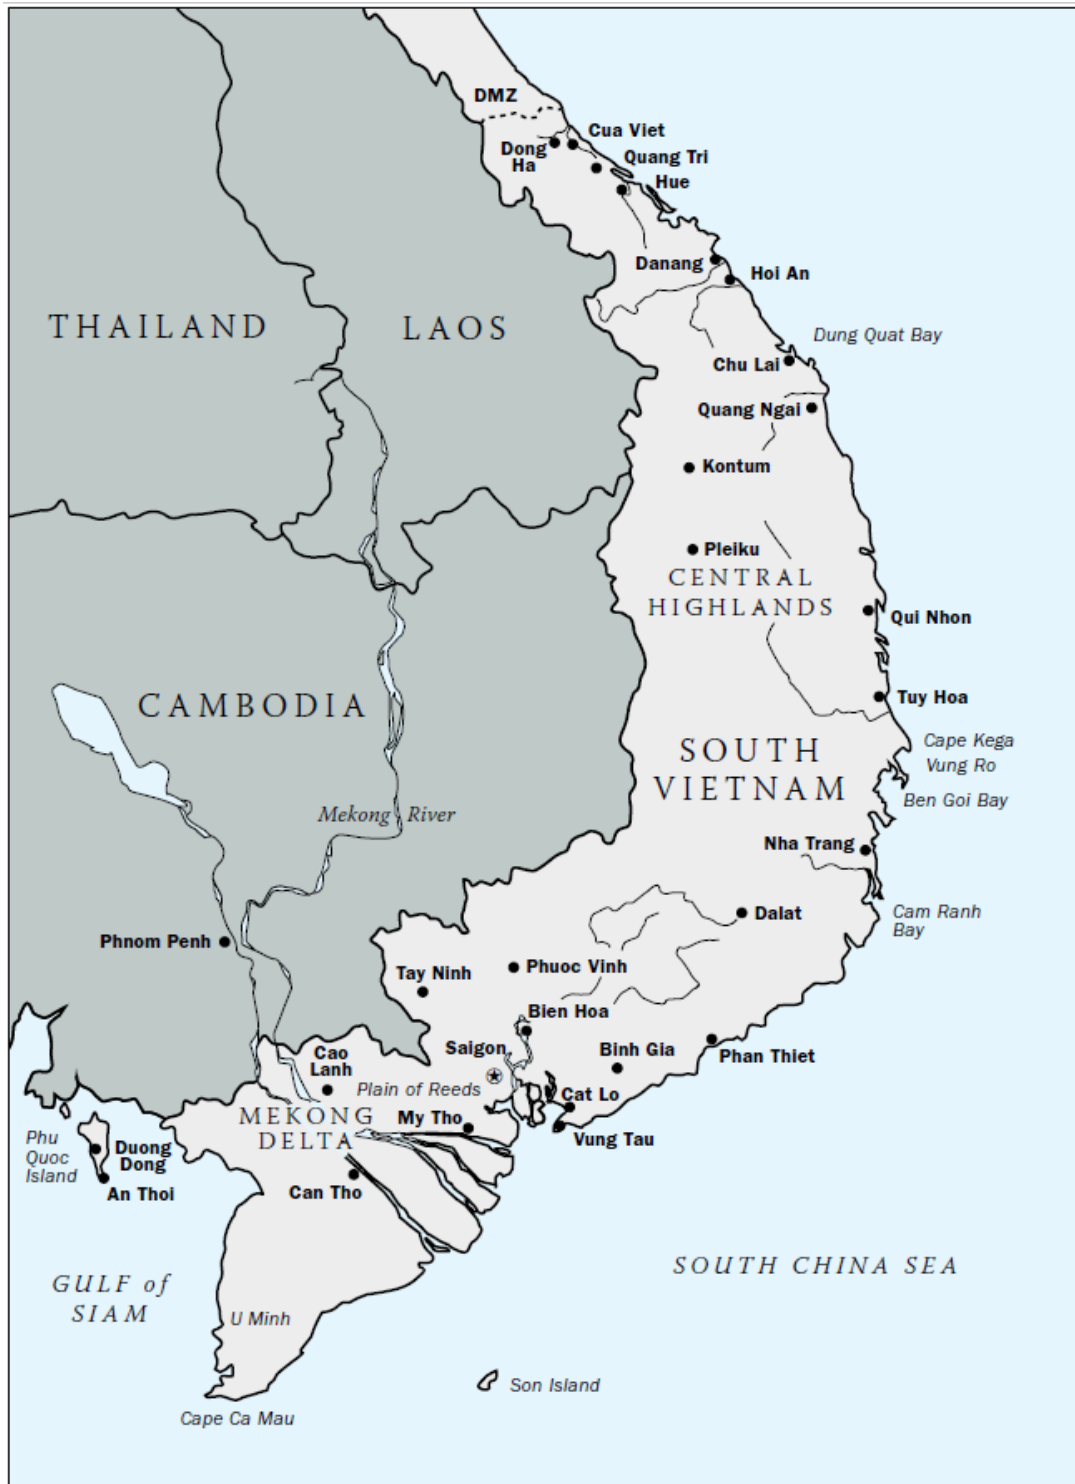 DMZ
Cua Viet
Dong
Ha
Quang Tri
Hue
Danang
Hoi An
THAILAND
LAOS
Dung Quat Bay
Chu Lai
Quang Ngai
Kontum
Pleiku
CENTRAL
HIGHLANDS
Qui Nhon
CAMBODIA
Tuy Hoa
SOUTH
VIETNAM
Cape Kega
Vung Ro
Ben Goi Bay
Mekong River
Nha Trang
Dalat
Cam Ranh
Bay
Phnom Penh
Tay Ninh
Phuoc Vinh
Bien Hoa
Saigon
Binh Gia
Phan Thiet
Cao
Lanh
Plain of Reeds
Cat Lo
MEKONG
DELTA
My Tho
Vung Tau
Phu
Quoc
Island
Duong
Dong
An Thoi
Can Tho
SOUTH CHINA SEA
GULF of
SIAM
U Minh
Son Island
Cape Ca Mau